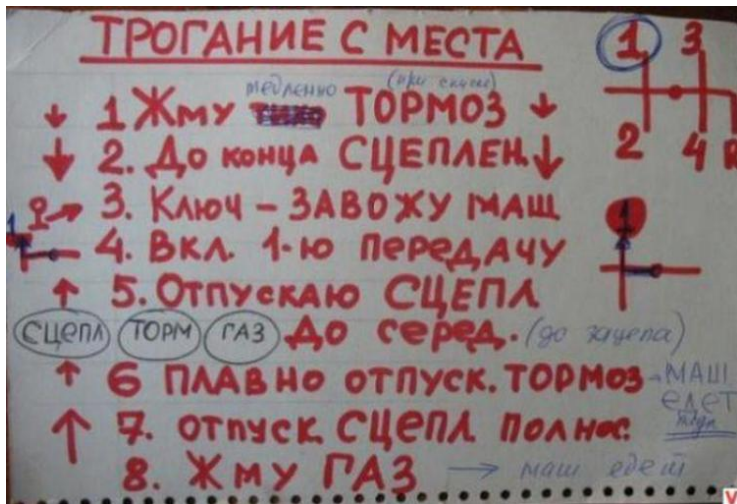 ТРОГАНИЕ С МЕСТА
1 3
2 4 R
медленно (при спуске)
1 Жму ТОРМОЗ
2. До конца СЦЕПЛЕН.
3. Ключ – ЗАВОЖУ МАШ
4. Вкл. 1-ю ПЕРЕДАЧУ
1
1
5. Отпускаю СЦЕПЛ
СЦЕПЛ ТОРМ ГАЗ До серед. (до зацепа)
6 ПЛАВНО ОТПУСК. ТОРМОЗ – МАШ
ЕДЕТ
7. ОТПУСК. СЦЕПЛ ПОЛНОС.
8. Жму ГАЗ → маш едет